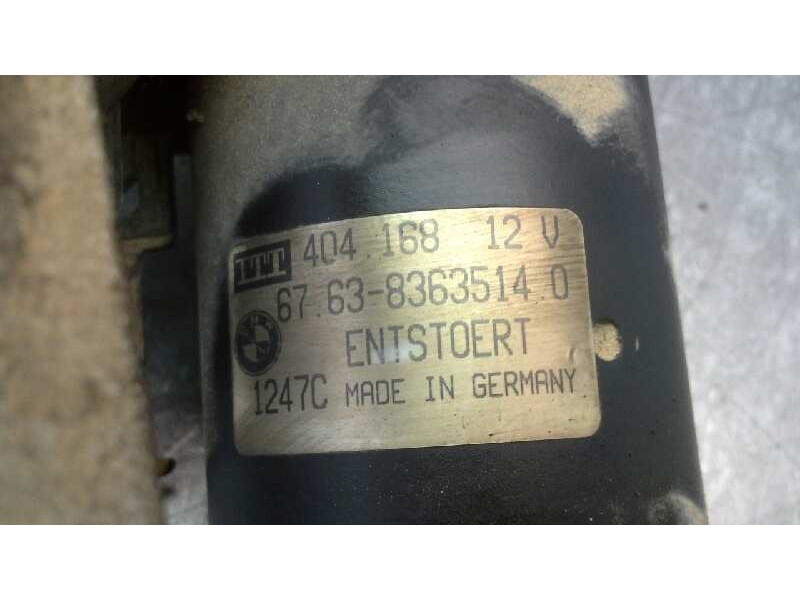 404.168 12 V
67.63-8363514.0
ENTSTOERT
1247C MADE IN GERMANY